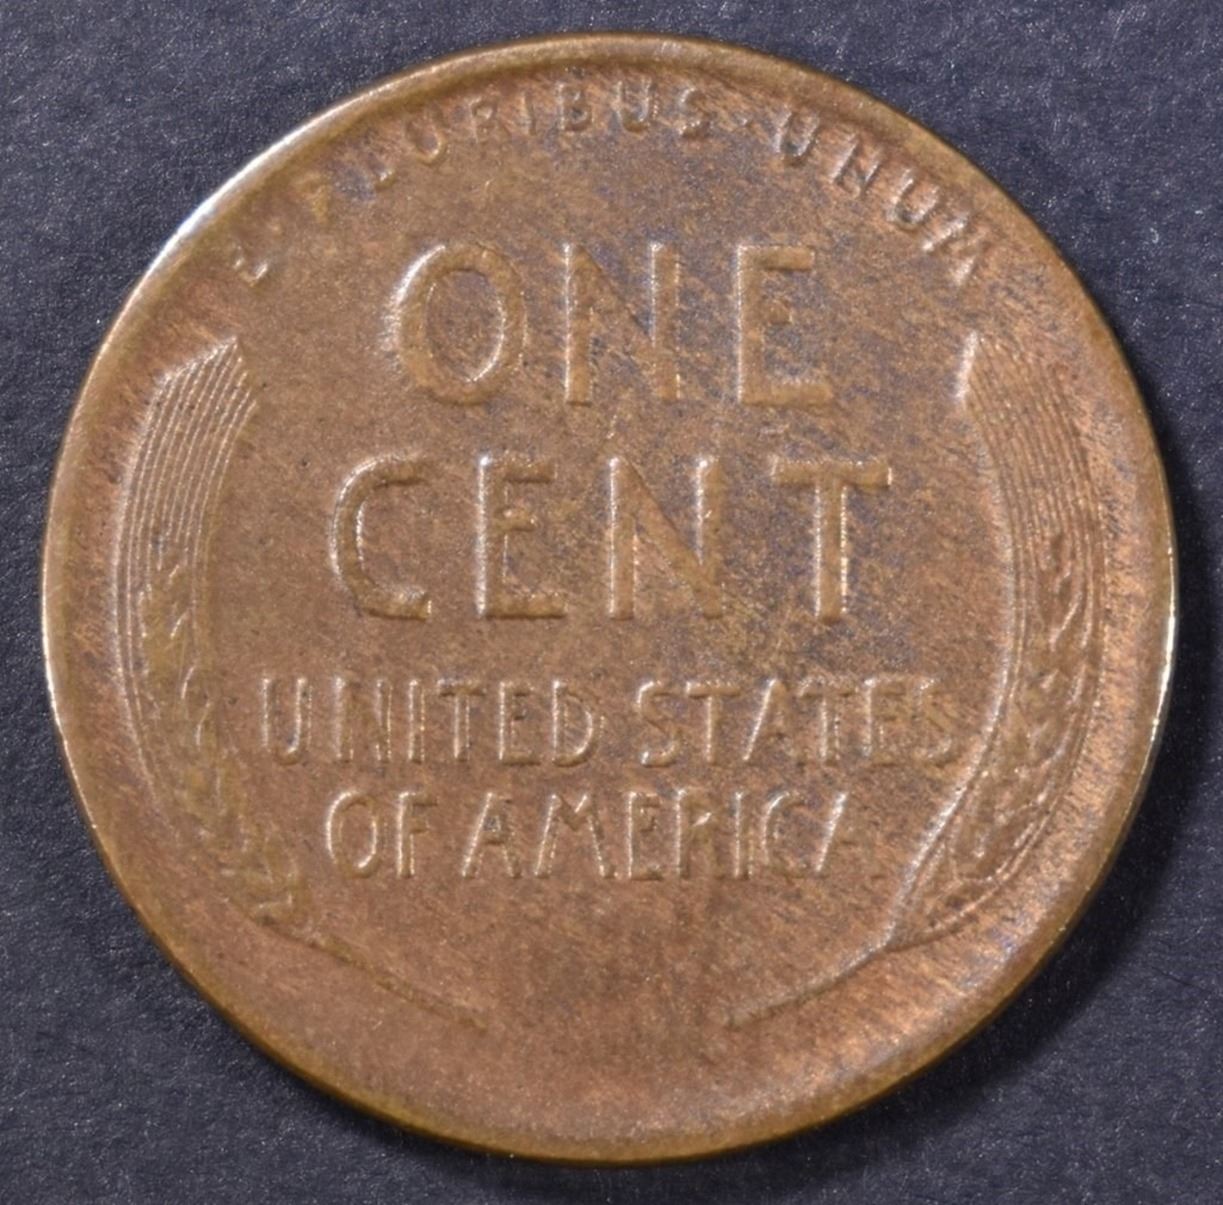 E·PLURIBUS·UNUM
ONE
CENT
UNITED STATES
OF AMERICA